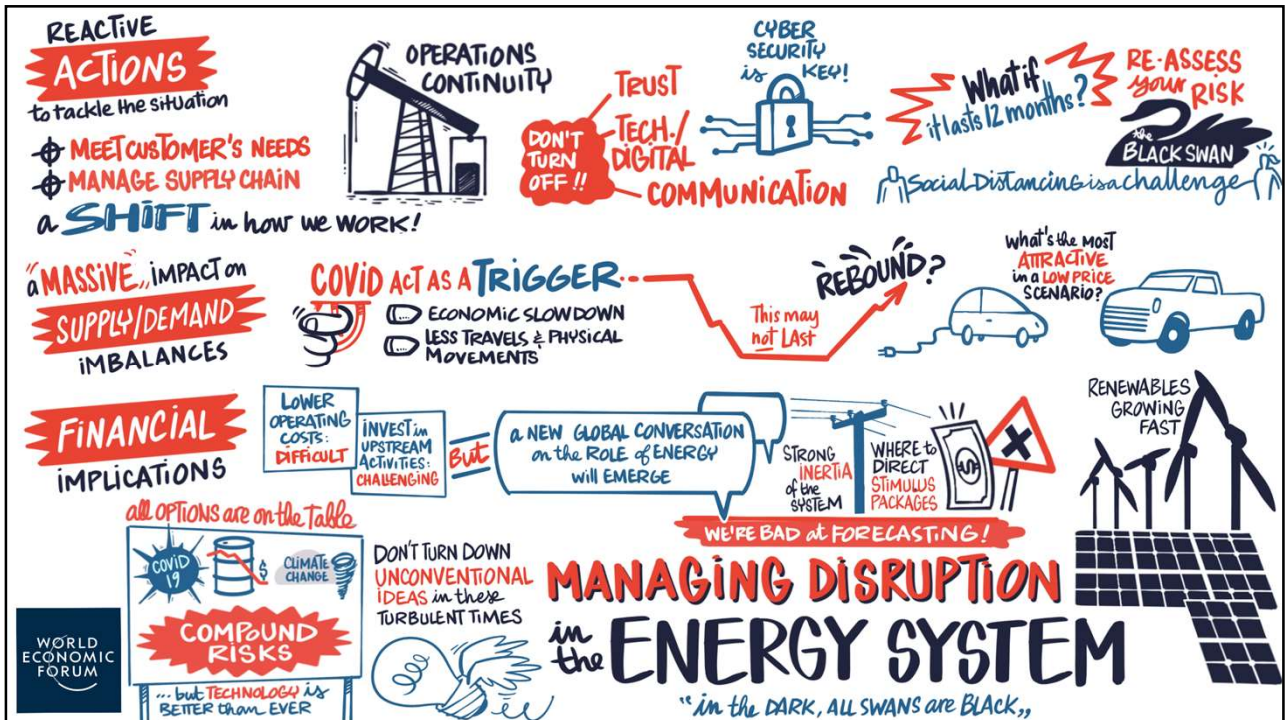 REACTIVE
ACTIONS
to tackle the situation
MEET CUSTOMER'S NEEDS
MANAGE SUPPLY CHAIN
a SHIFT in how we WORK!
OPERATIONS
CONTINUITY
DON'T
TURN
OFF!!
TRUST
TECH./
DIGITAL
COMMUNICATION
CYBER
SECURITY
is KEY!
What if
it lasts 12 months?
RE-ASSESS
your
RISK
the
BLACK SWAN
Social Distancing is a challenge
a "MASSIVE" impact on
SUPPLY/DEMAND
iMBALANCES
COVID ACT AS A TRIGGER...
ECONOMIC SLOWDOWN
LESS TRAVELS & PHYSICAL
MOVEMENTS
This may
not Last
REBOUND?
WHAT'S the MOST
ATTRACTIVE
in a LOW PRICE
SCENARIO?
FINANCIAL
iMPLICATIONS
LOWER
OPERATING
COSTS:
DIFFICULT
INVEST in
UPSTREAM
ACTIVITIES:
CHALLENGING
BUT
a NEW GLOBAL CONVERSATION
on the ROLE of ENERGY
will EMERGE
STRONG
INERTIA
of the
SYSTEM
WHERE to
DIRECT
STIMULUS
PACKAGES
$
WE'RE BAD at FORECASTING!
RENEWABLES
GROWING
FAST
all OPTIONS are on the TABLE
COVID
19
$
CLIMATE
CHANGE
COMPOUND
RISKS
... but TECHNOLOGY is
BETTER than EVER
DON'T TURN DOWN
UNCONVENTIONAL
IDEAS in these
TURBULENT TIMES
MANAGING DISRUPTION
in the ENERGY SYSTEM
"in the DARK, ALL SWANS are BLACK„
WORLD
ECONOMIC
FORUM